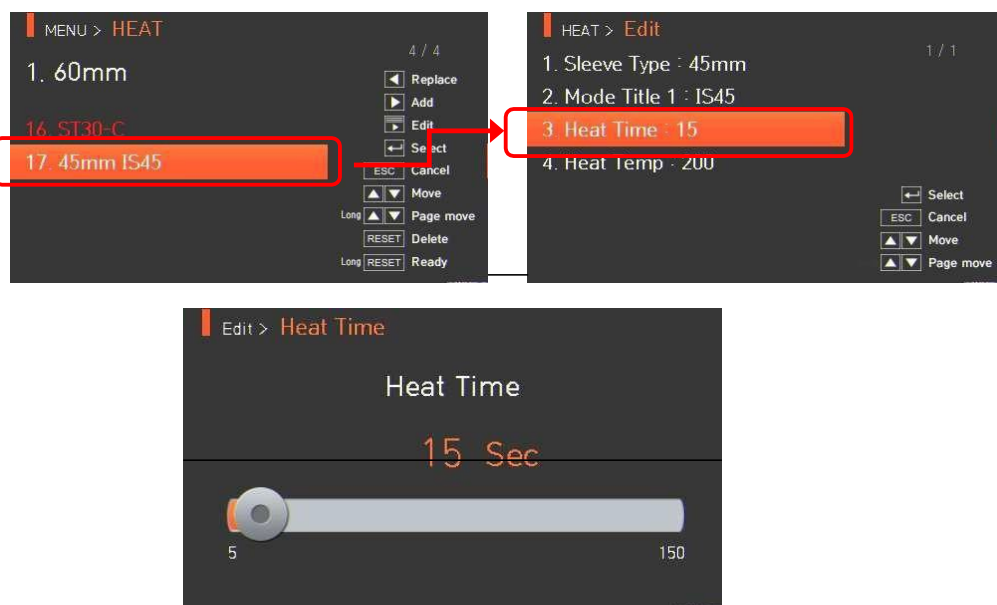 MENU > HEAT
4 / 4
1. 60mm
Replace
Add
16. ST30-C
Edit
Select
17. 45mm IS45
ESC Cancel
Move
Long Page move
RESET Delete
Long RESET Ready
HEAT > Edit
1 / 1
1. Sleeve Type : 45mm
2. Mode Title 1 : IS45
3. Heat Time : 15
4. Heat Temp : 200
Select
ESC Cancel
Move
Page move
Edit > Heat Time
Heat Time
15 Sec
5
150